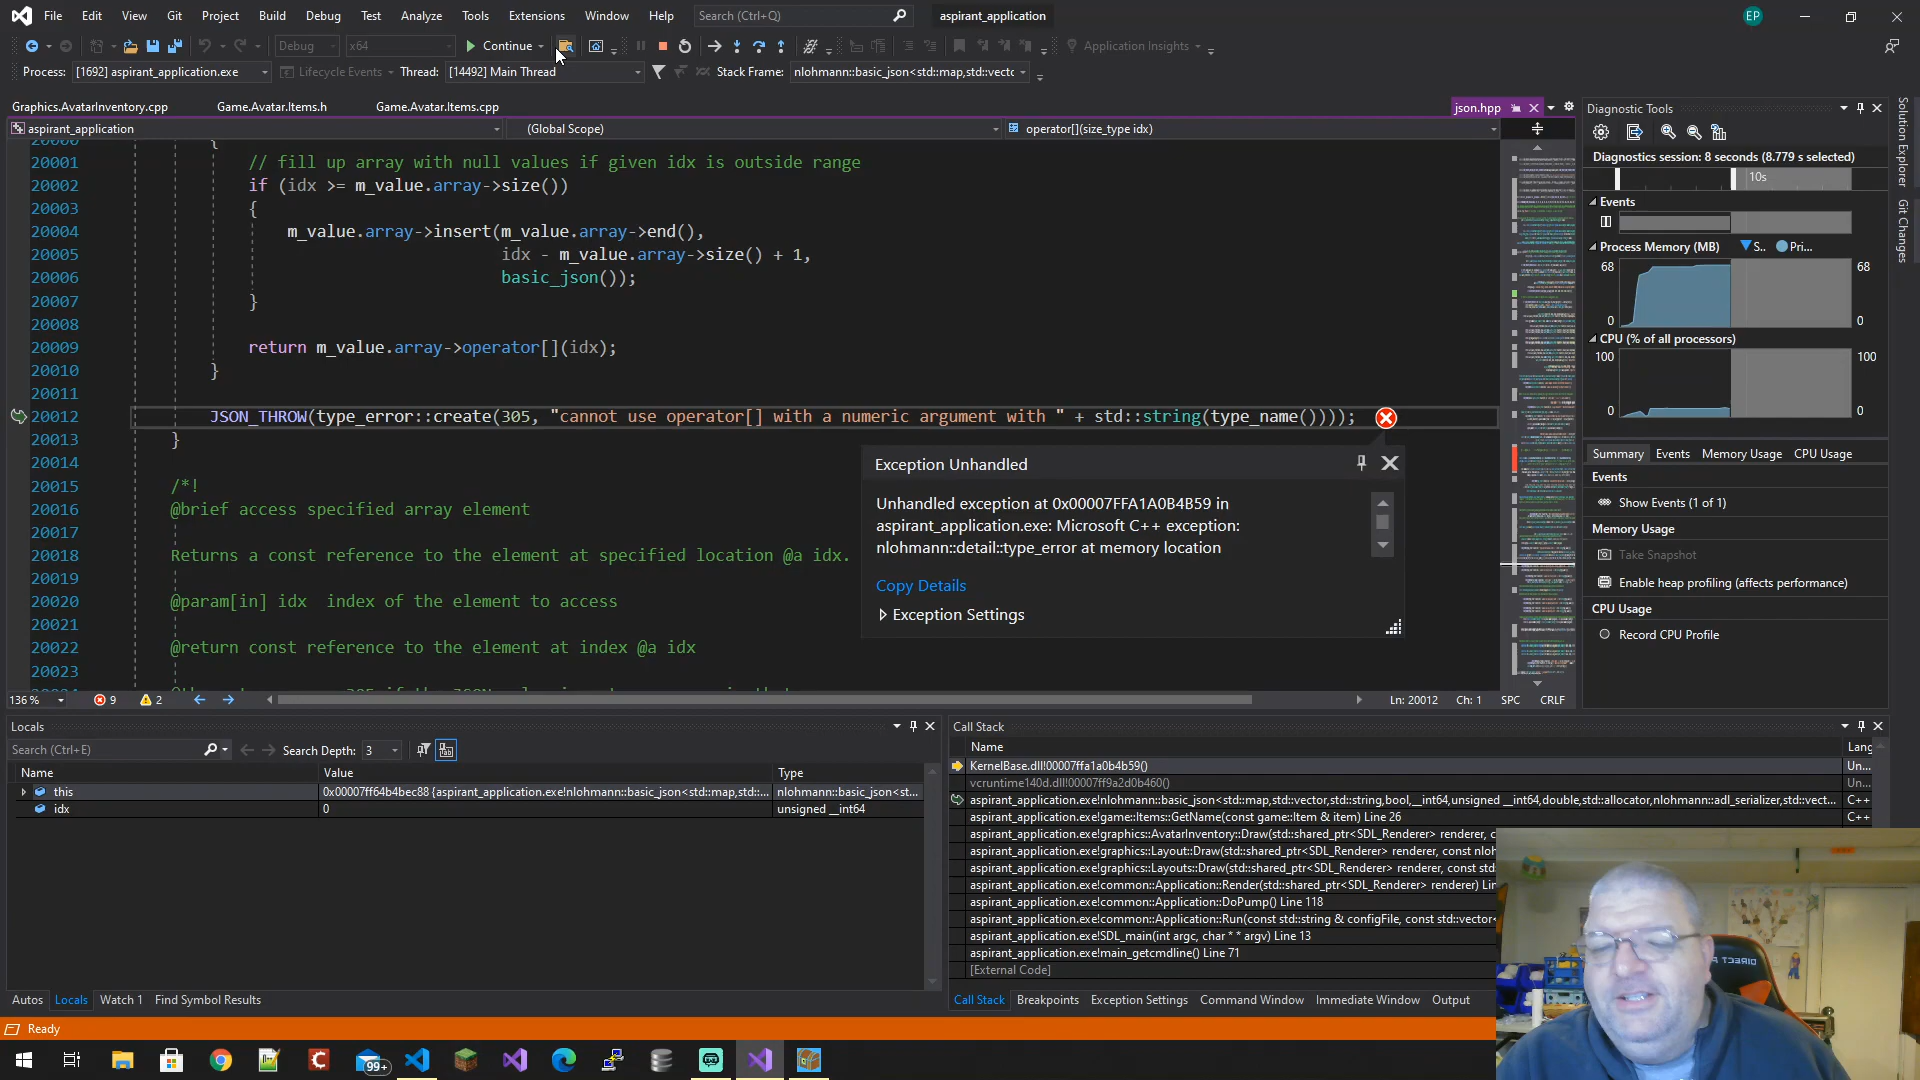 File Edit View Git Project Build Debug Test Analyze Tools Extensions Window Help Search (Ctrl+Q) aspirant_application EP
Debug x64 Continue Application Insights
Process: [1692] aspirant_application.exe Lifecycle Events Thread: [14492] Main Thread Stack Frame: nlohmann::basic_json<std::map,std::vectc
Graphics.AvatarInventory.cpp Game.Avatar.Items.h Game.Avatar.Items.cpp json.hpp
aspirant_application (Global Scope) operator[](size_type idx)
20000 {
20001 // fill up array with null values if given idx is outside range
20002 if (idx >= m_value.array->size())
20003 {
20004 m_value.array->insert(m_value.array->end(),
20005 idx - m_value.array->size() + 1,
20006 basic_json());
20007 }
20008
20009 return m_value.array->operator[](idx);
20010 }
20011
20012 JSON_THROW(type_error::create(305, "cannot use operator[] with a numeric argument with " + std::string(type_name())));
20013 }
20014
20015 /*!
20016 @brief access specified array element
20017
20018 Returns a const reference to the element at specified location @a idx.
20019
20020 @param[in] idx index of the element to access
20021
20022 @return const reference to the element at index @a idx
20023
Exception Unhandled
Unhandled exception at 0x00007FFA1A0B4B59 in
aspirant_application.exe: Microsoft C++ exception:
nlohmann::detail::type_error at memory location
Copy Details
Exception Settings
136 % 9 2 Ln: 20012 Ch: 1 SPC CRLF
Diagnostic Tools
Diagnostics session: 8 seconds (8.779 s selected)
10s
Events
Process Memory (MB) S.. Pri...
68 68
0 0
CPU (% of all processors)
100 100
0 0
Summary Events Memory Usage CPU Usage
Events
Show Events (1 of 1)
Memory Usage
Take Snapshot
Enable heap profiling (affects performance)
CPU Usage
Record CPU Profile
Solution Explorer
Git Changes
Locals
Search (Ctrl+E) Search Depth: 3
Name Value Type
this 0x00007ff64b4bec88 {aspirant_application.exe!nlohmann::basic_json<std::map,std:... nlohmann::basic_json<st...
idx 0 unsigned __int64
Autos Locals Watch 1 Find Symbol Results
Call Stack
Name Lang
KernelBase.dll!00007ffa1a0b4b59() Un...
vcruntime140d.dll!00007ff9a2d0b460() Un...
aspirant_application.exe!nlohmann::basic_json<std::map,std::vector,std::string,bool,__int64,unsigned __int64,double,std::allocator,nlohmann::adl_serializer,std::vect... C++
aspirant_application.exe!game::Items::GetName(const game::Item & item) Line 26 C++
aspirant_application.exe!graphics::AvatarInventory::Draw(std::shared_ptr<SDL_Renderer> renderer, c
aspirant_application.exe!graphics::Layout::Draw(std::shared_ptr<SDL_Renderer> renderer, const nloh
aspirant_application.exe!graphics::Layouts::Draw(std::shared_ptr<SDL_Renderer> renderer, const std
aspirant_application.exe!common::Application::Render(std::shared_ptr<SDL_Renderer> renderer) Lin
aspirant_application.exe!common::Application::DoPump() Line 118
aspirant_application.exe!common::Application::Run(const std::string & configFile, const std::vector<
aspirant_application.exe!SDL_main(int argc, char * * argv) Line 13
aspirant_application.exe!main_getcmdline() Line 71
[External Code]
Call Stack Breakpoints Exception Settings Command Window Immediate Window Output
Ready
99+